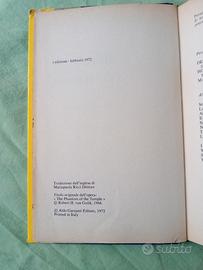 I edizione - febbraio 1972
Traduzione dall'inglese di
Mariapaola Ricci Dèttore
Titolo originale dell'opera:
« The Phantom of the Temple »
© Robert H. van Gulik, 1966
© Aldo Garzanti Editore, 1972
Printed in Italy
subito